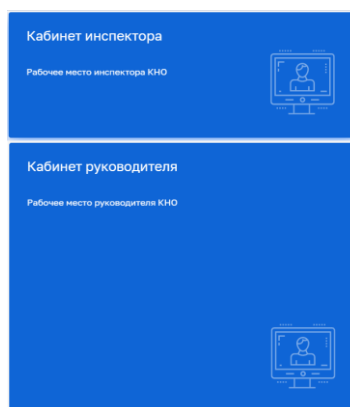 Кабинет инспектора
Рабочее место инспектора КНО
Кабинет руководителя
Рабочее место руководителя КНО